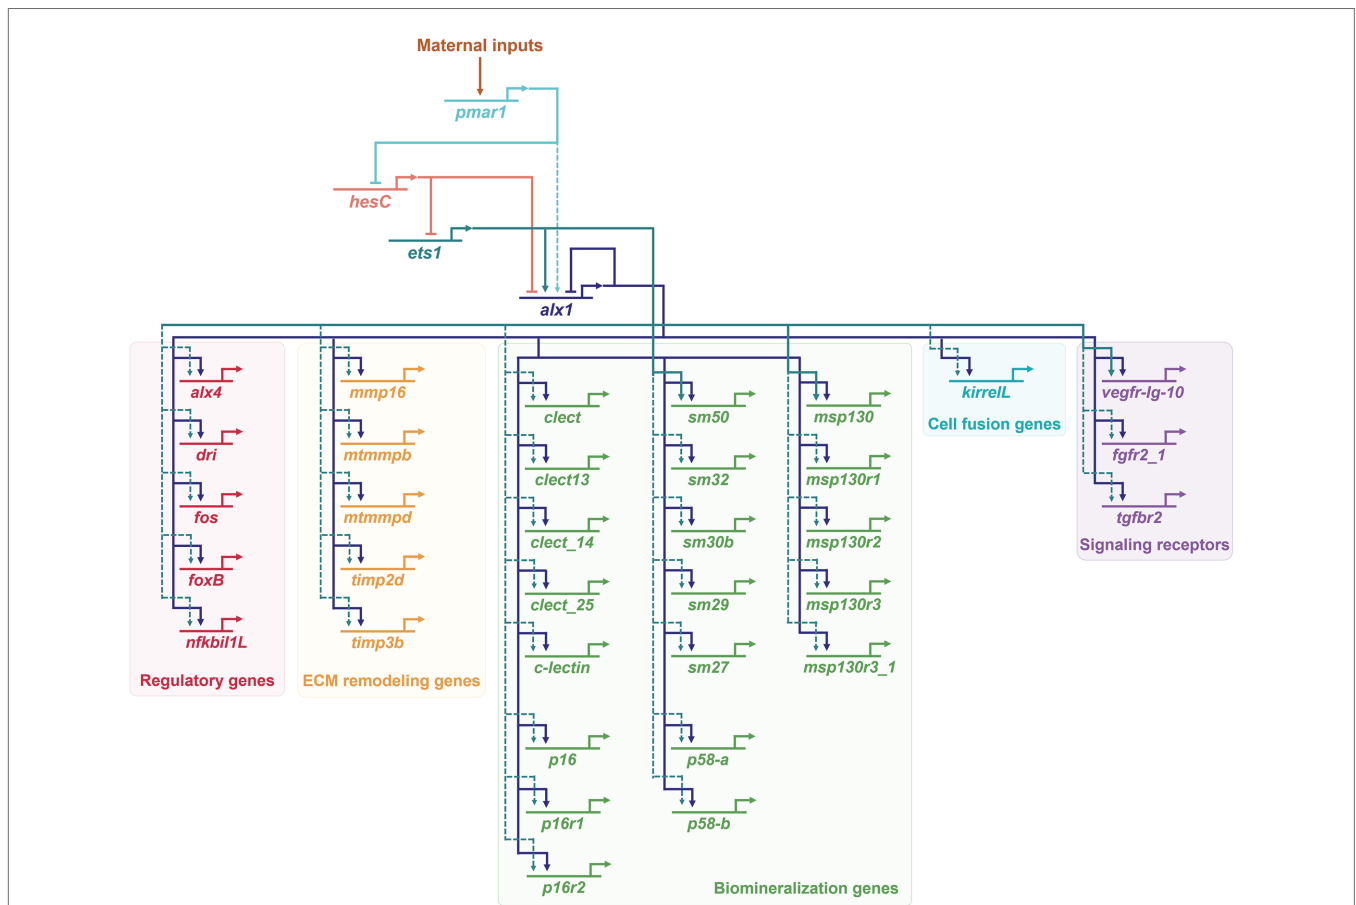 Maternal inputs
pmar1
hesC
ets1
alx1
alx4
dri
fos
foxB
nfkbil1L
Regulatory genes
mmp16
mtmmpb
mtmmpd
timp2d
timp3b
ECM remodeling genes
clect
clect13
clect_14
clect_25
c-lectin
p16
p16r1
p16r2
sm50
sm32
sm30b
sm29
sm27
p58-a
p58-b
msp130
msp130r1
msp130r2
msp130r3
msp130r3_1
Biomineralization genes
kirrelL
Cell fusion genes
vegfr-Ig-10
fgfr2_1
tgfbr2
Signaling receptors